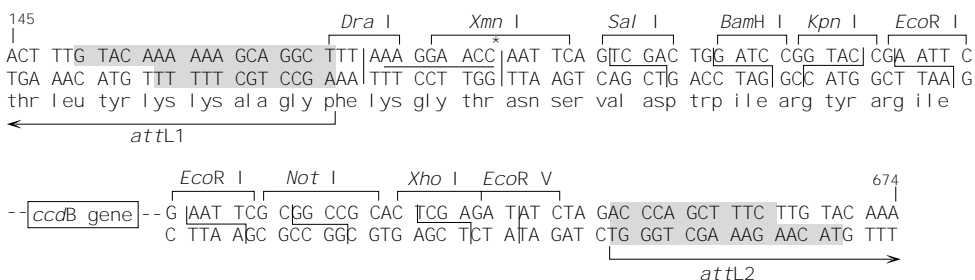 145
Dra I Xmn I Sal I BamH I Kpn I EcoR I
*
ACT TTG TAC AAA AAA GCA GGC TTT AAA GGA ACC AAT TCA GTC GAC TGG ATC CGG TAC CGA ATT C
TGA AAC ATG TTT TTT CGT CCG AAA TTT CCT TGG TTA AGT CAG CTG ACC TAG GCC ATG GCT TAA G
thr leu tyr lys lys ala gly phe lys gly thr asn ser val asp trp ile arg tyr arg ile
attL1
EcoR I Not I Xho I EcoR V 674
-- ccdB gene -- G AAT TCG CGG CCG CAC TCG AGA TAT CTA GAC CCA GCT TTC TTG TAC AAA
C TTA AGC GCC GGC GTG AGC TCT ATA GAT CTG GGT CGA AAG AAC ATG TTT
attL2